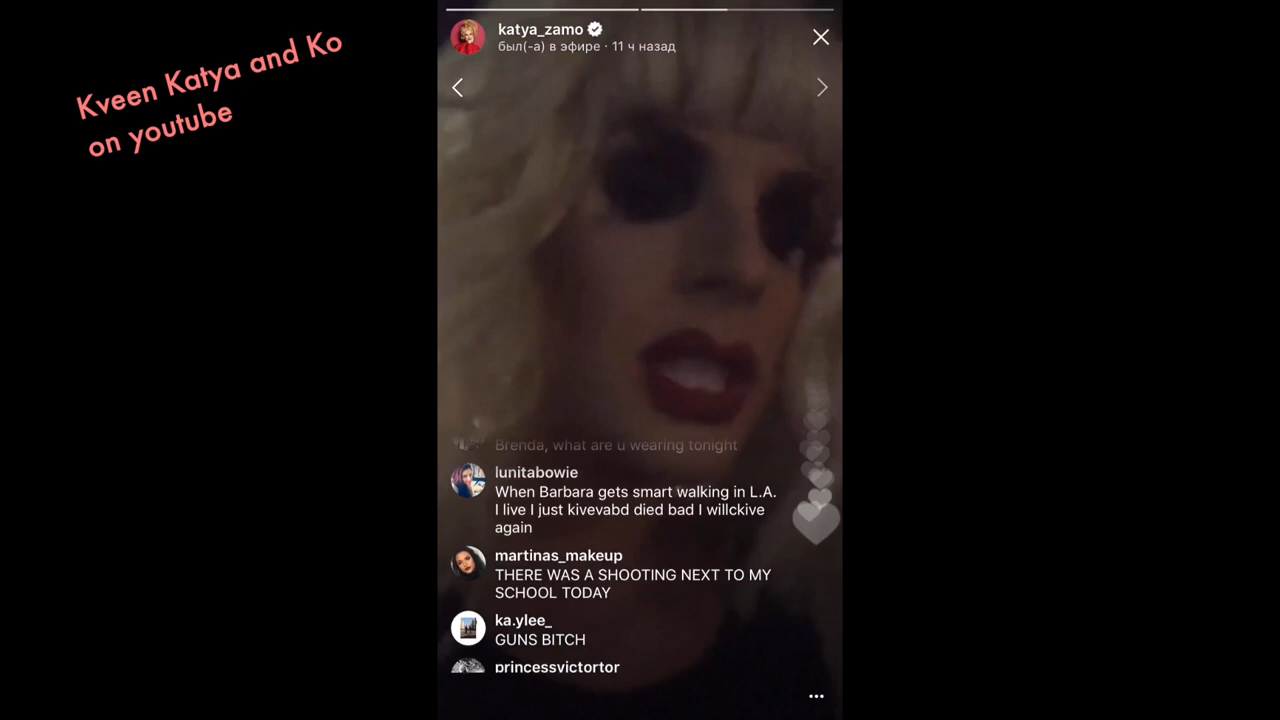 Kveen Katya and Ko
on youtube
katya_zamo
был(-а) в эфире · 11 ч назад
Brenda, what are u wearing tonight
lunitabowie
When Barbara gets smart walking in L.A.
I live I just kivevabd died bad I willckive
again
martinas_makeup
THERE WAS A SHOOTING NEXT TO MY
SCHOOL TODAY
ka.ylee_
GUNS BITCH
princessvictortor